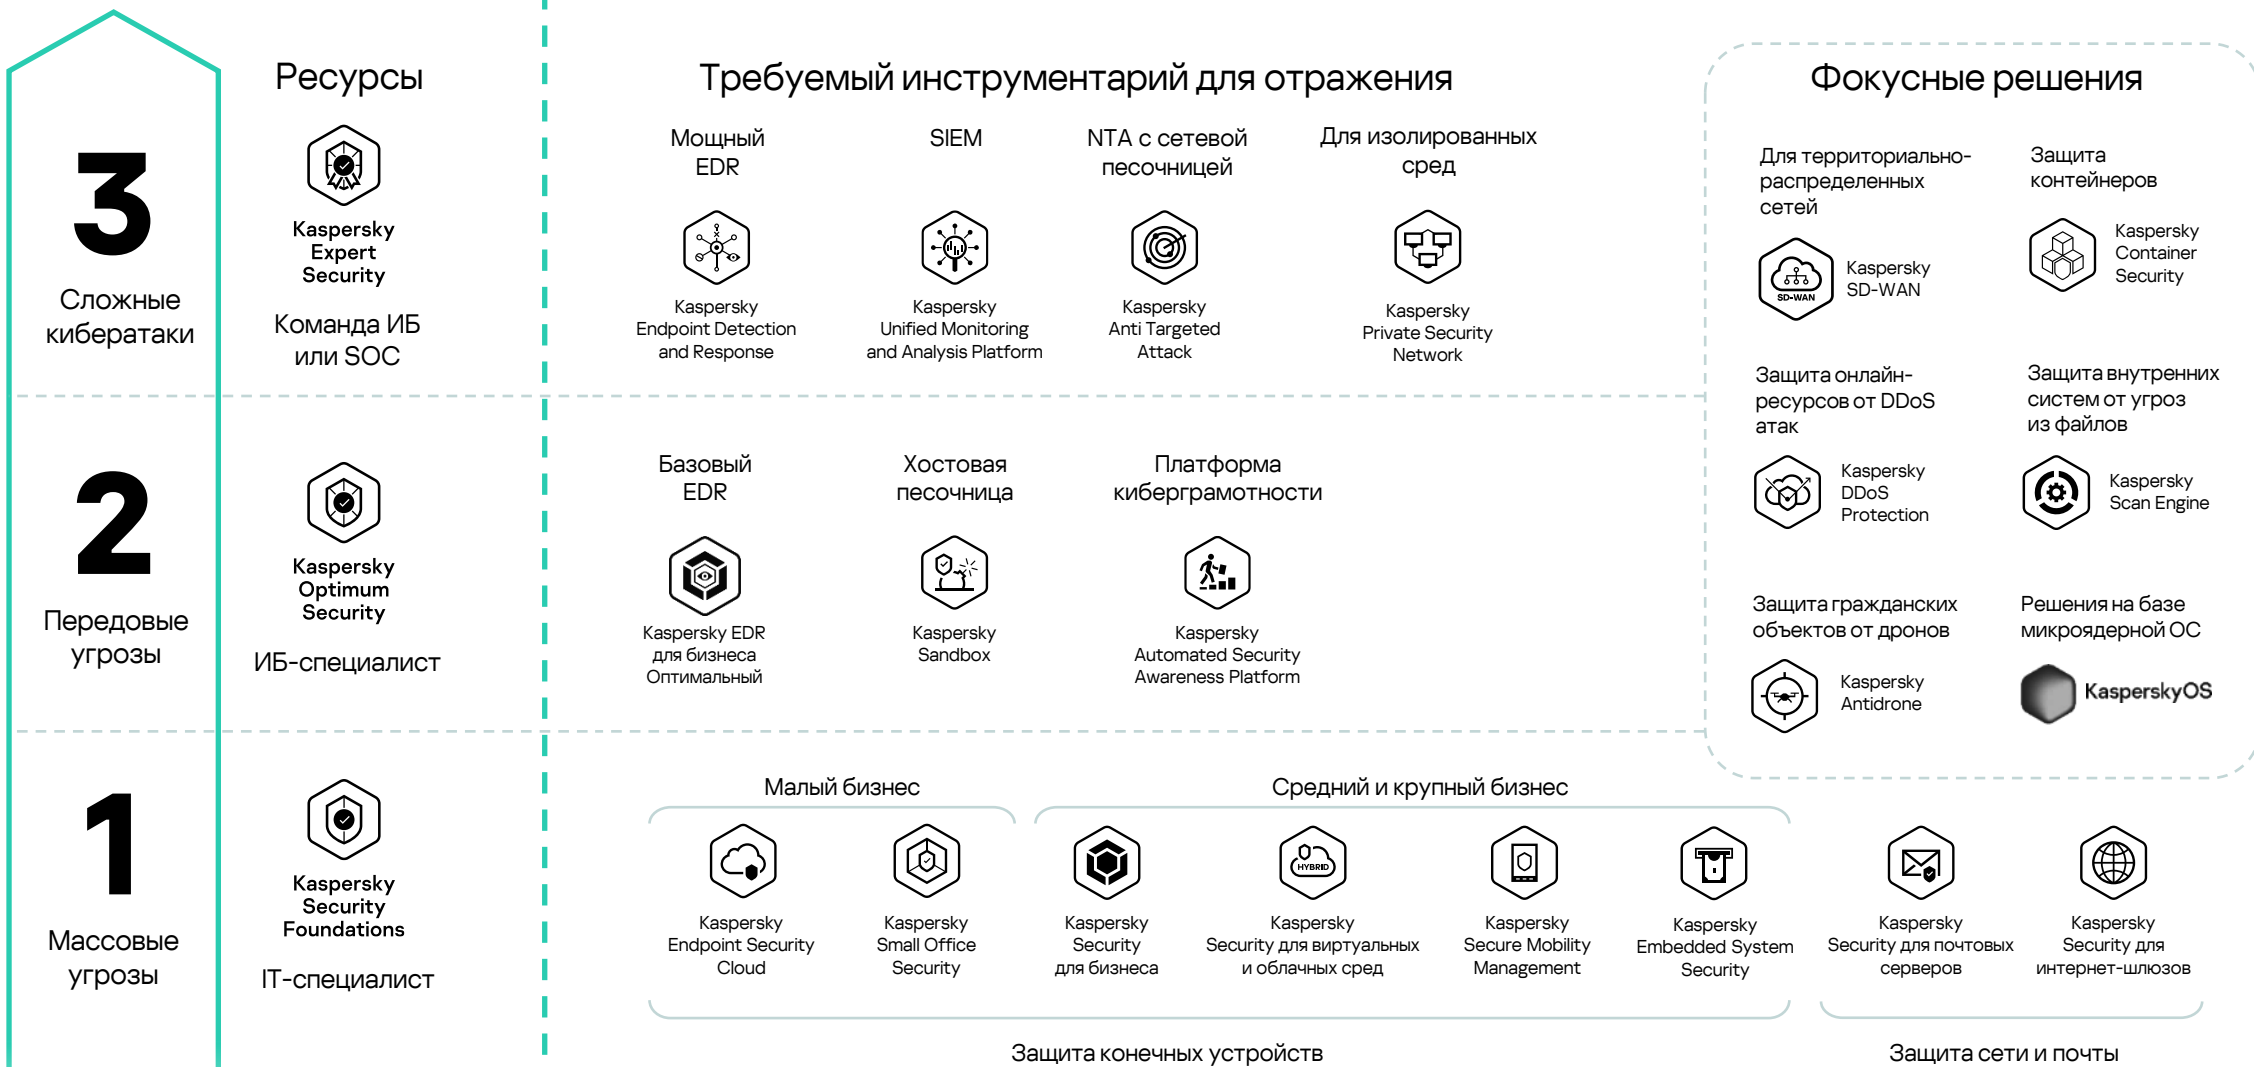 Ресурсы
Требуемый инструментарий для отражения
Фокусные решения
3
Сложные
кибератаки
Kaspersky
Expert
Security
Команда ИБ
или SOC
Мощный
EDR
Kaspersky
Endpoint Detection
and Response
SIEM
Kaspersky
Unified Monitoring
and Analysis Platform
NTA с сетевой
песочницей
Kaspersky
Anti Targeted
Attack
Для изолированных
сред
Kaspersky
Private Security
Network
2
Передовые
угрозы
Kaspersky
Optimum
Security
ИБ-специалист
Базовый
EDR
Kaspersky EDR
для бизнеса
Оптимальный
Хостовая
песочница
Kaspersky
Sandbox
Платформа
киберграмотности
Kaspersky
Automated Security
Awareness Platform
Для территориально-
распределенных
сетей
SD-WAN
Kaspersky
SD-WAN
Защита
контейнеров
Kaspersky
Container
Security
Защита онлайн-
ресурсов от DDoS
атак
Kaspersky
DDoS
Protection
Защита внутренних
систем от угроз
из файлов
Kaspersky
Scan Engine
Защита гражданских
объектов от дронов
Kaspersky
Antidrone
Решения на базе
микроядерной ОС
KasperskyOS
1
Массовые
угрозы
Kaspersky
Security
Foundations
IT-специалист
Малый бизнес
Средний и крупный бизнес
Kaspersky
Endpoint Security
Cloud
Kaspersky
Small Office
Security
Kaspersky
Security
для бизнеса
HYBRID
Kaspersky
Security для виртуальных
и облачных сред
Kaspersky
Secure Mobility
Management
Kaspersky
Embedded System
Security
Kaspersky
Security для почтовых
серверов
Kaspersky
Security для
интернет-шлюзов
Защита конечных устройств
Защита сети и почты